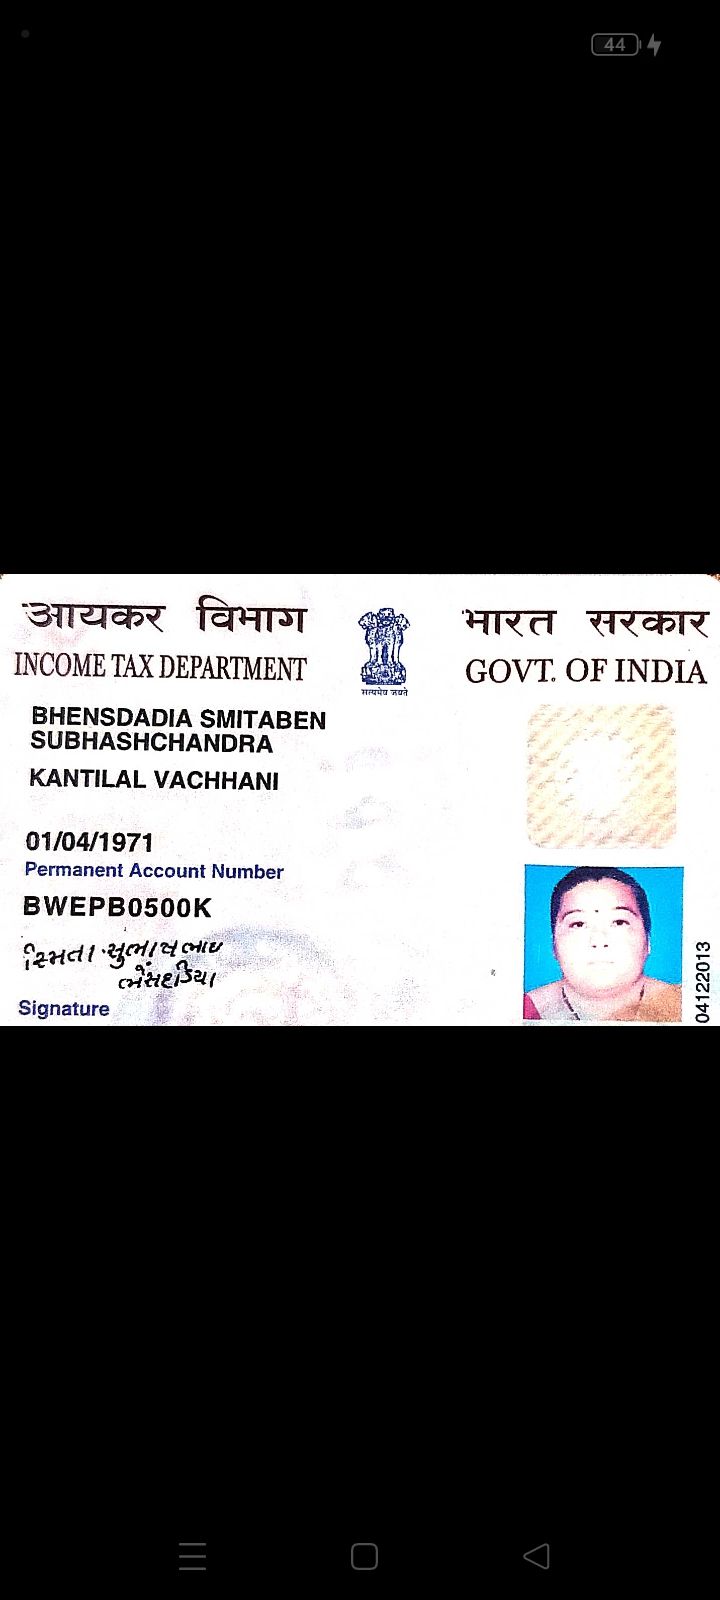 44
आयकर विभाग
INCOME TAX DEPARTMENT
सत्यमेव जयते
भारत सरकार
GOVT. OF INDIA
BHENSDADIA SMITABEN
SUBHASHCHANDRA
KANTILAL VACHHANI
01/04/1971
Permanent Account Number
BWEPB0500K
સ્મિતા સુભાષભાઇ
ભેંસદડિયા
Signature
04122013